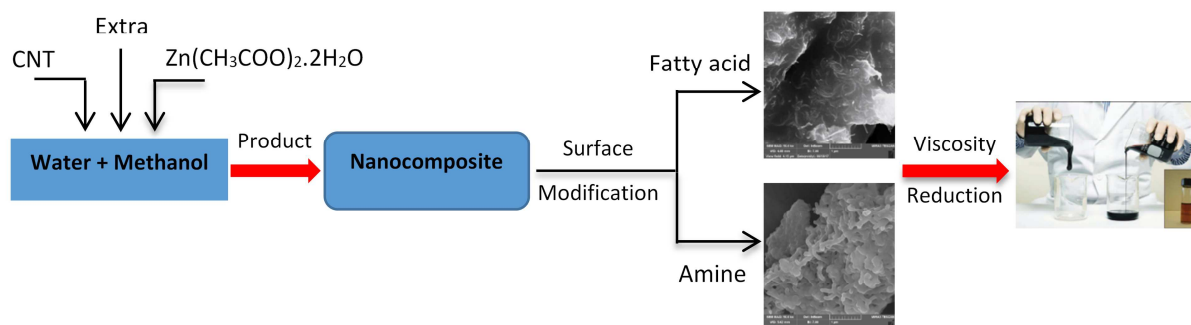 Extra
CNT
Zn(CH₃COO)₂.2H₂O
Water + Methanol
Product
Nanocomposite
Surface
Modification
Fatty acid
Amine
Viscosity
Reduction